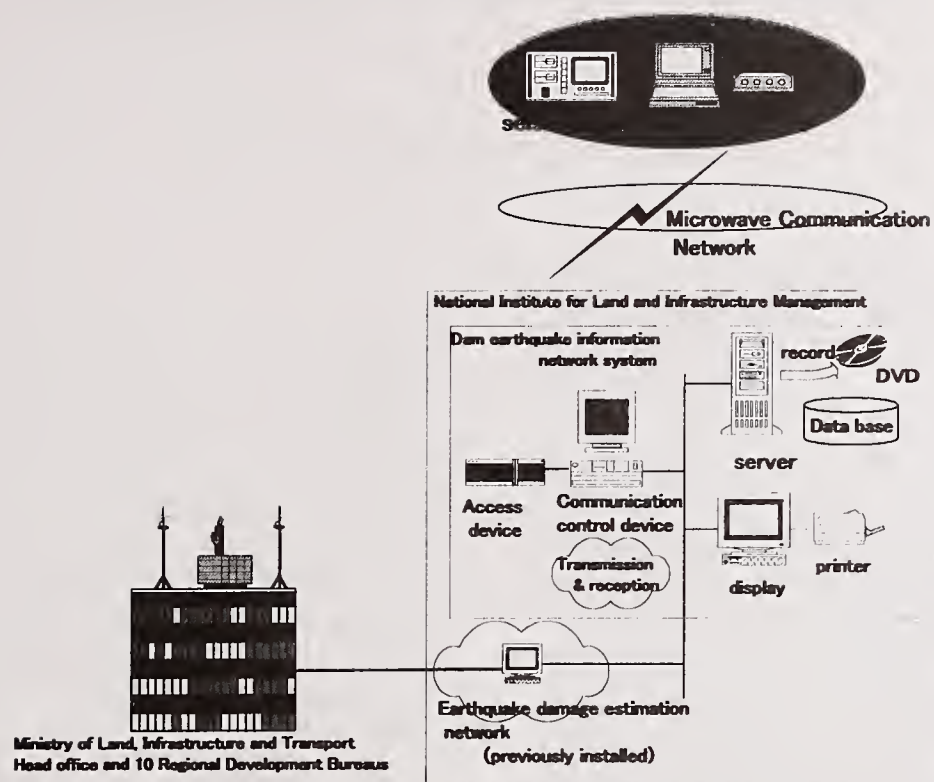 Microwave Communication
Network
National Institute for Land and Infrastructure Management
Dam earthquake information
network system
record
DVD
Data base
server
Access
device
Communication
control device
Transmission
& reception
display
printer
Earthquake damage estimation
network
(previously installed)
Ministry of Land, Infrastructure and Transport
Head office and 10 Regional Development Bureaus